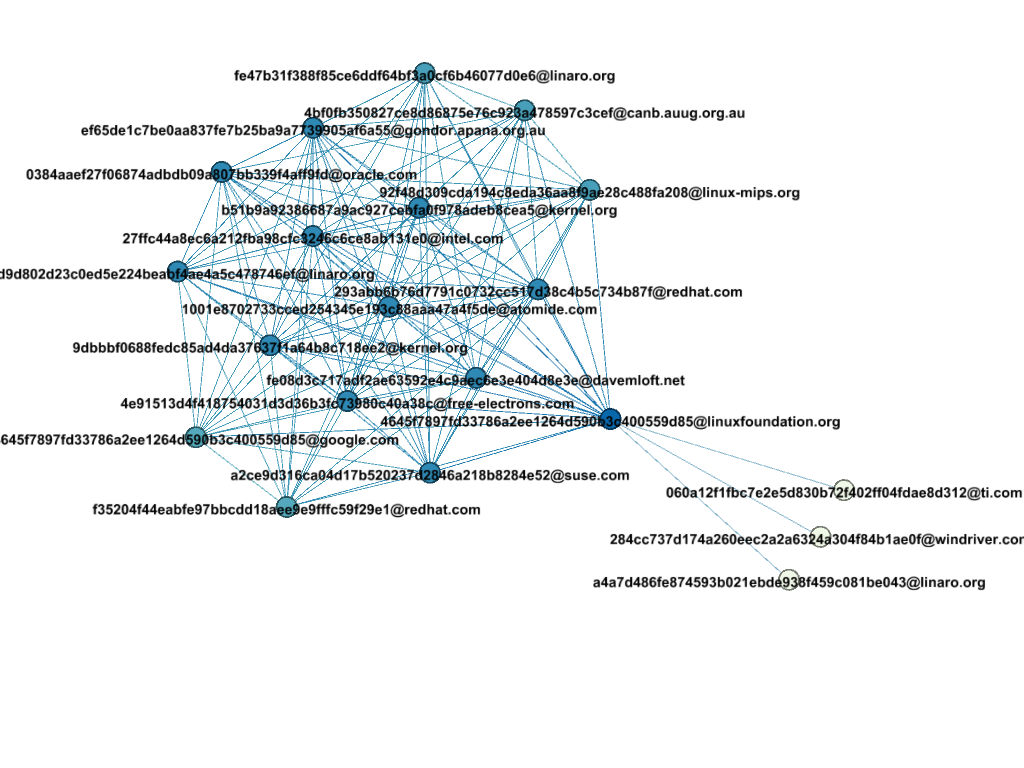 fe47b31f388f85ce6ddf64bf3a0cf6b46077d0e6@linaro.org
4bf0fb350827ce8d86875e76c923a478597c3cef@canb.auug.org.au
ef65de1c7be0aa837fe7b25ba9a7739905af6a55@gondor.apana.org.au
0384aaef27f06874adbdb09a807bb339f4aff9fd@oracle.com
92f48d309cda194c8eda36aa8f9ae28c488fa208@linux-mips.org
b51b9a92386687a9ac927cebfa0f978adeb8cea5@kernel.org
27ffc44a8ec6a212fba98cfc3246c6ce8ab131e0@intel.com
d9d802d23c0ed5e224beabf4ae4a5c478746ef@linaro.org
293abb6b76d7791c0732cc517d38c4b5c734b87f@redhat.com
1001e8702733cced254345e193c88aaa47a4f5de@atomide.com
9dbbbf0688fedc85ad4da37637f1a64b8c718ee2@kernel.org
fe08d3c717adf2ae63592e4c9aec6e3e404d8e3e@davemloft.net
4e91513d4f418754031d3d36b3fc73980c40a38c@free-electrons.com
4645f7897fd33786a2ee1264d590b3c400559d85@linuxfoundation.org
645f7897fd33786a2ee1264d590b3c400559d85@google.com
a2ce9d316ca04d17b520237d2846a218b8284e52@suse.com
f35204f44eabfe97bbcdd18aee9e9fffc59f29e1@redhat.com
060a12f1fbc7e2e5d830b72f402ff04fdae8d312@ti.com
284cc737d174a260eec2a2a6324a304f84b1ae0f@windriver.com
a4a7d486fe874593b021ebde938f459c081be043@linaro.org